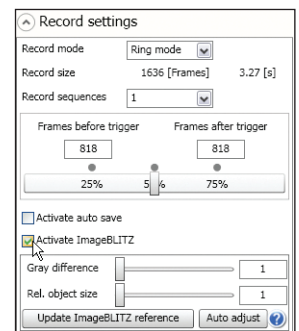 Record settings
Record mode Ring mode
Record size 1636 [Frames] 3.27 [s]
Record sequences 1
Frames before trigger Frames after trigger
818 818
25% 5 % 75%
Activate auto save
Activate ImageBLITZ
Gray difference 1
Rel. object size 1
Update ImageBLITZ reference Auto adjust ?